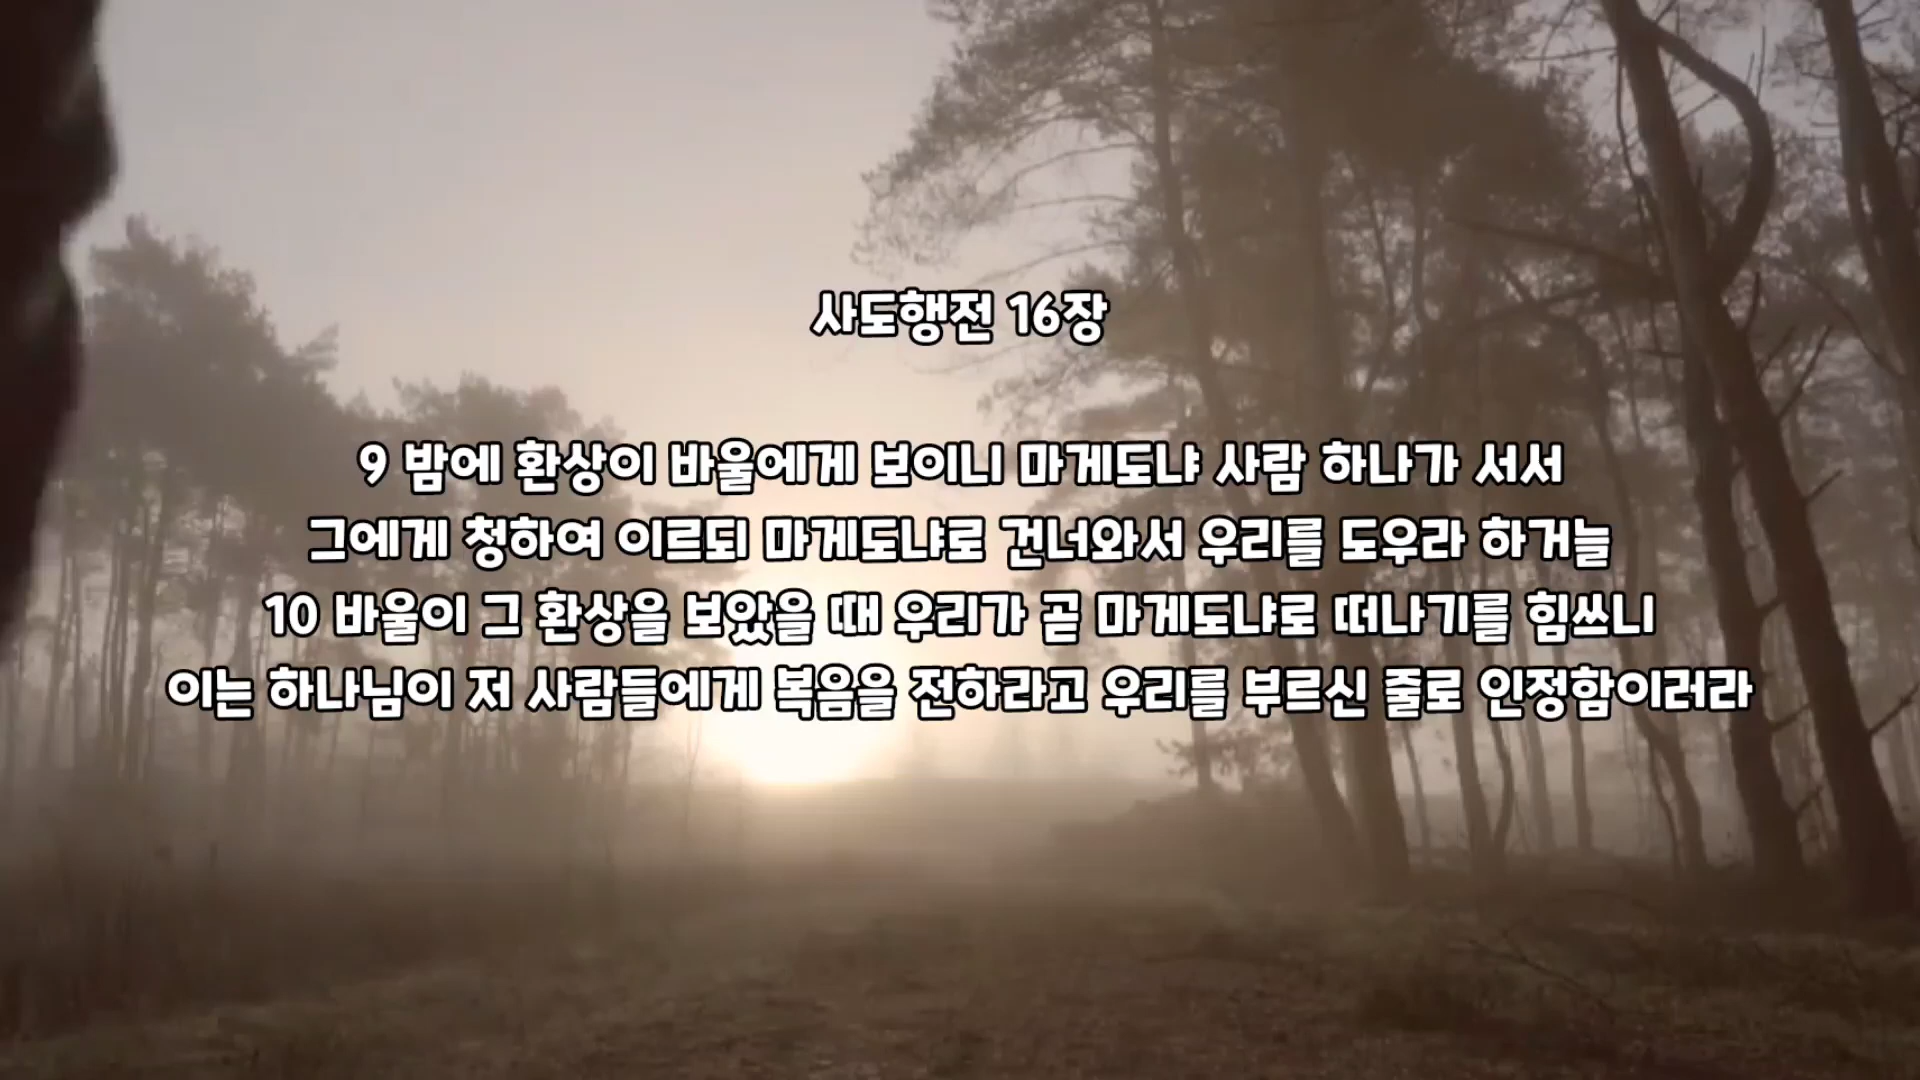 사도행전 16장
9 밤에 환상이 바울에게 보이니 마게도냐 사람 하나가 서서
그에게 청하여 이르되 마게도냐로 건너와서 우리를 도우라 하거늘
10 바울이 그 환상을 보았을 때 우리가 곧 마게도냐로 떠나기를 힘쓰니
이는 하나님이 저 사람들에게 복음을 전하라고 우리를 부르신 줄로 인정함이러라